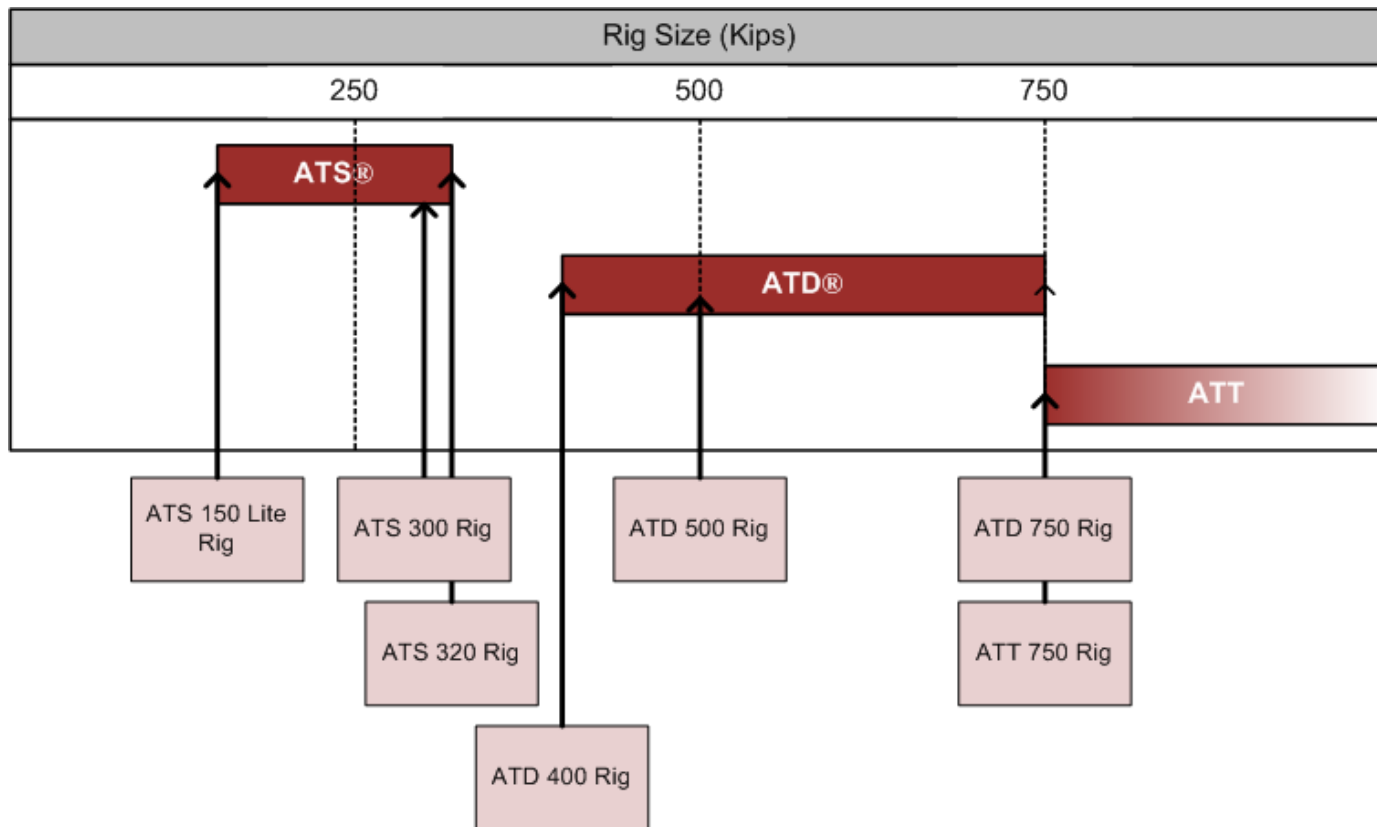 Rig Size (Kips)
250
500
750
ATS®
ATD®
ATT
ATS 150 Lite
Rig
ATS 300 Rig
ATD 500 Rig
ATD 750 Rig
ATS 320 Rig
ATT 750 Rig
ATD 400 Rig